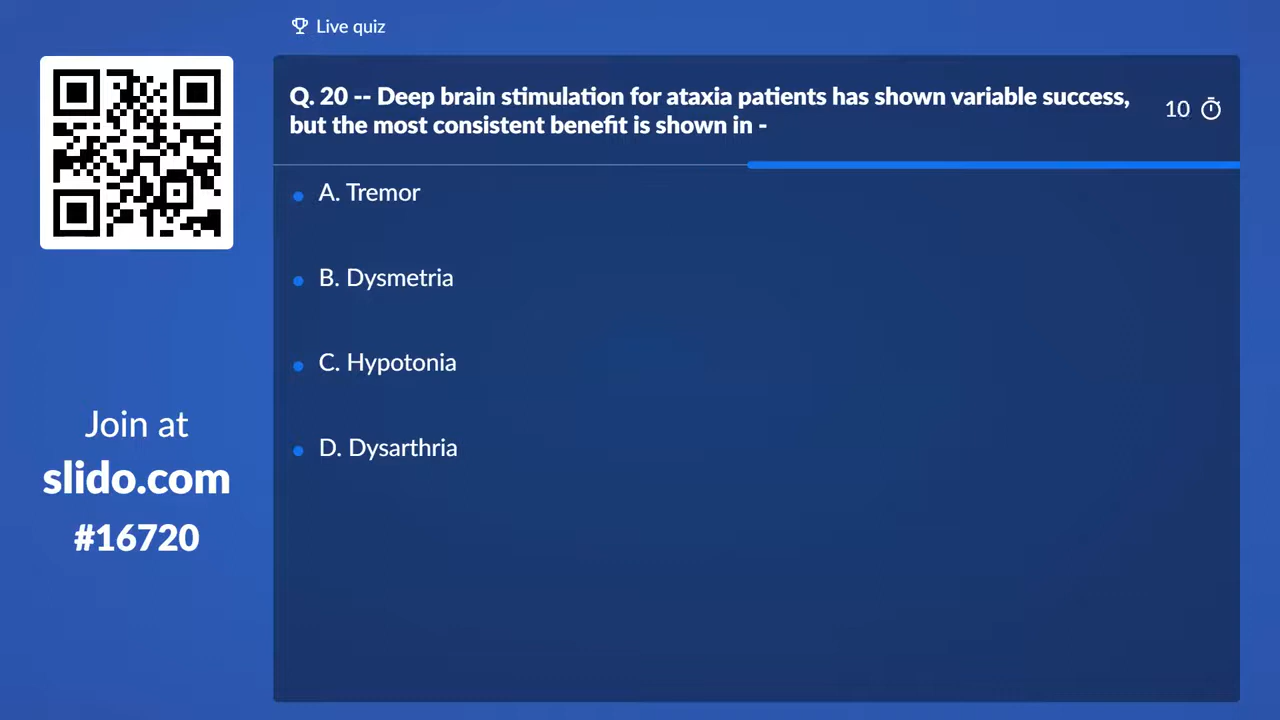 Live quiz
Q. 20 -- Deep brain stimulation for ataxia patients has shown variable success,
but the most consistent benefit is shown in -
10
A. Tremor
B. Dysmetria
C. Hypotonia
D. Dysarthria
Join at
slido.com
#16720